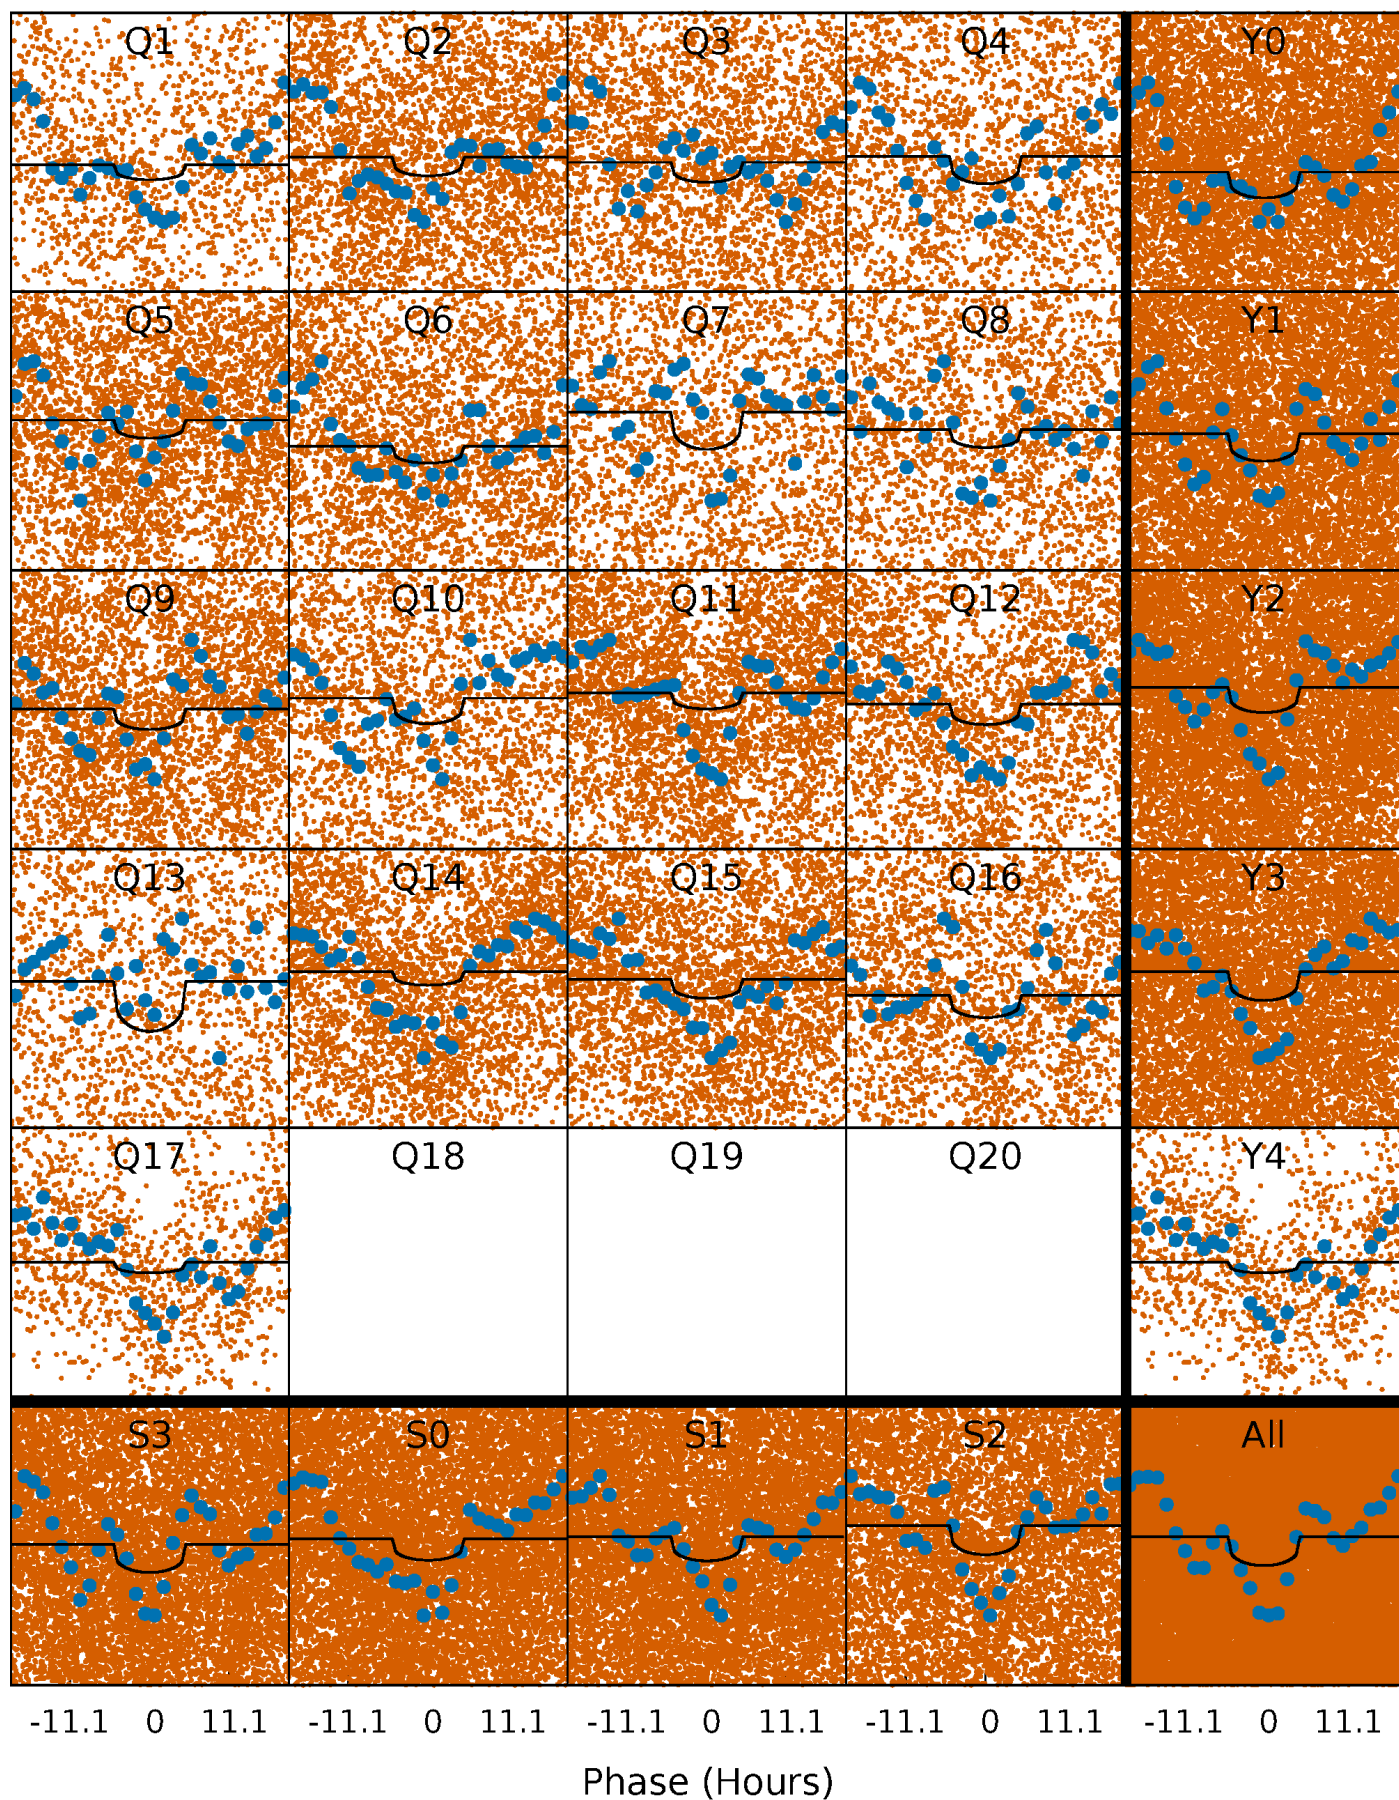 Q1 Q2 Q3 Q4 Y0
Q5 Q6 Q7 Q8 Y1
Q9 Q10 Q11 Q12 Y2
Q13 Q14 Q15 Q16 Y3
Q17 Q18 Q19 Q20 Y4
S3 S0 S1 S2 All
-11.1 0 11.1 -11.1 0 11.1 -11.1 0 11.1 -11.1 0 11.1 -11.1 0 11.1
Phase (Hours)